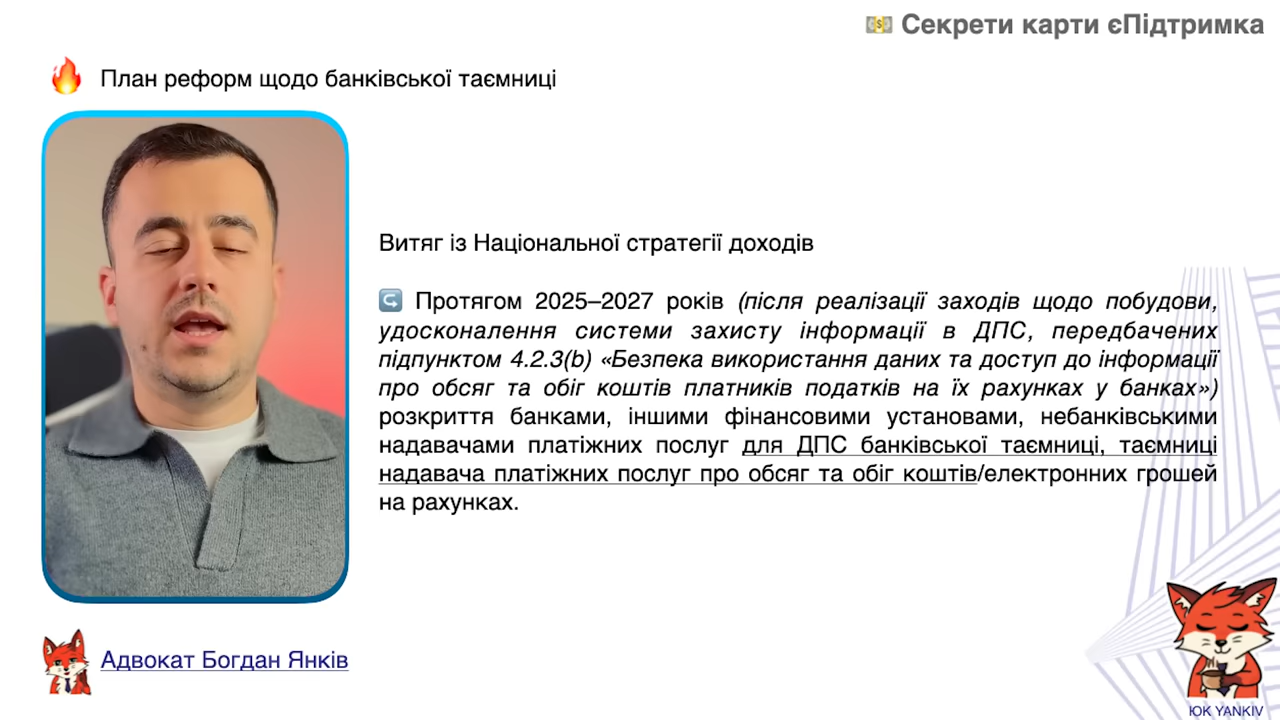 💵 Секрети карти єПідтримка
🔥 План реформ щодо банківської таємниці
Витяг із Національної стратегії доходів
↪️ Протягом 2025–2027 років (після реалізації заходів щодо побудови,
удосконалення системи захисту інформації в ДПС, передбачених
підпунктом 4.2.3(b) «Безпека використання даних та доступ до інформації
про обсяг та обіг коштів платників податків на їх рахунках у банках»)
розкриття банками, іншими фінансовими установами, небанківськими
надавачами платіжних послуг для ДПС банківської таємниці, таємниці
надавача платіжних послуг про обсяг та обіг коштів/електронних грошей
на рахунках.
Адвокат Богдан Янків
ЮК YANKIV